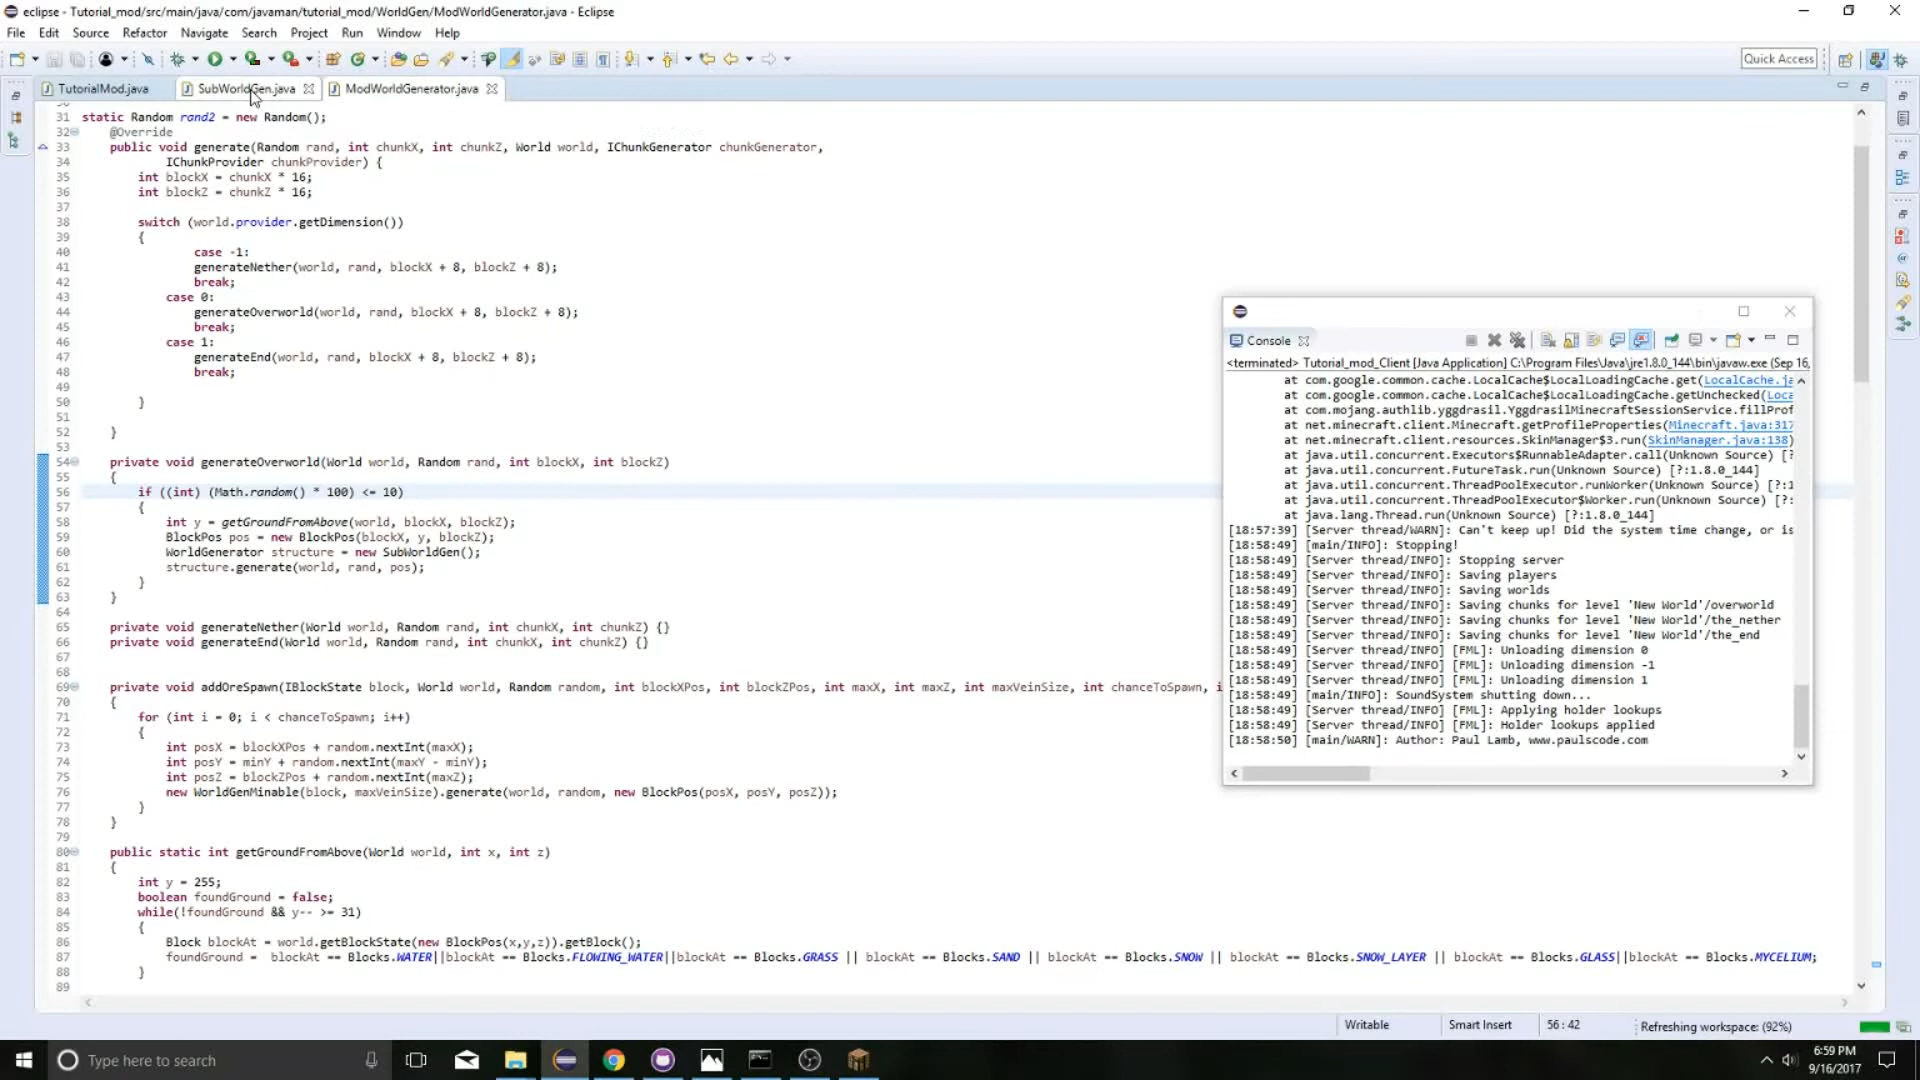 eclipse - Tutorial_mod/src/main/java/com/javaman/tutorial_mod/WorldGen/ModWorldGenerator.java - Eclipse
File Edit Source Refactor Navigate Search Project Run Window Help
Quick Access
TutorialMod.java SubWorldGen.java ModWorldGenerator.java
31 static Random rand2 = new Random();
32 @Override
33 public void generate(Random rand, int chunkX, int chunkZ, World world, IChunkGenerator chunkGenerator,
34 IChunkProvider chunkProvider) {
35 int blockX = chunkX * 16;
36 int blockZ = chunkZ * 16;
37
38 switch (world.provider.getDimension())
39 {
40 case -1:
41 generateNether(world, rand, blockX + 8, blockZ + 8);
42 break;
43 case 0:
44 generateOverworld(world, rand, blockX + 8, blockZ + 8);
45 break;
46 case 1:
47 generateEnd(world, rand, blockX + 8, blockZ + 8);
48 break;
49
50 }
51
52 }
53
54 private void generateOverworld(World world, Random rand, int blockX, int blockZ)
55 {
56 if ((int) (Math.random() * 100) <= 10)
57 {
58 int y = getGroundFromAbove(world, blockX, blockZ);
59 BlockPos pos = new BlockPos(blockX, y, blockZ);
60 WorldGenerator structure = new SubWorldGen();
61 structure.generate(world, rand, pos);
62 }
63 }
64
65 private void generateNether(World world, Random rand, int chunkX, int chunkZ) {}
66 private void generateEnd(World world, Random rand, int chunkX, int chunkZ) {}
67
68
69 private void addOreSpawn(IBlockState block, World world, Random random, int blockXPos, int blockZPos, int maxX, int maxZ, int maxVeinSize, int chanceToSpawn, i
70 {
71 for (int i = 0; i < chanceToSpawn; i++)
72 {
73 int posX = blockXPos + random.nextInt(maxX);
74 int posY = minY + random.nextInt(maxY - minY);
75 int posZ = blockZPos + random.nextInt(maxZ);
76 new WorldGenMinable(block, maxVeinSize).generate(world, random, new BlockPos(posX, posY, posZ));
77 }
78 }
79
80 public static int getGroundFromAbove(World world, int x, int z)
81 {
82 int y = 255;
83 boolean foundGround = false;
84 while(!foundGround && y-- >= 31)
85 {
86 Block blockAt = world.getBlockState(new BlockPos(x,y,z)).getBlock();
87 foundGround = blockAt == Blocks.WATER||blockAt == Blocks.FLOWING_WATER||blockAt == Blocks.GRASS || blockAt == Blocks.SAND || blockAt == Blocks.SNOW || blockAt == Blocks.SNOW_LAYER || blockAt == Blocks.GLASS||blockAt == Blocks.MYCELIUM;
88 }
89
Console
<terminated> Tutorial_mod_Client [Java Application] C:\Program Files\Java\jre1.8.0_144\bin\javaw.exe (Sep 16,
at com.google.common.cache.LocalCache$LocalLoadingCache.get(LocalCache.ja
at com.google.common.cache.LocalCache$LocalLoadingCache.getUnchecked(Loca
at com.mojang.authlib.yggdrasil.YggdrasilMinecraftSessionService.fillProf
at net.minecraft.client.Minecraft.getProfileProperties(Minecraft.java:317
at net.minecraft.client.resources.SkinManager$3.run(SkinManager.java:138)
at java.util.concurrent.Executors$RunnableAdapter.call(Unknown Source) [?
at java.util.concurrent.FutureTask.run(Unknown Source) [?:1.8.0_144]
at java.util.concurrent.ThreadPoolExecutor.runWorker(Unknown Source) [?:1
at java.util.concurrent.ThreadPoolExecutor$Worker.run(Unknown Source) [?:
at java.lang.Thread.run(Unknown Source) [?:1.8.0_144]
[18:57:39] [Server thread/WARN]: Can't keep up! Did the system time change, or is
[18:58:49] [main/INFO]: Stopping!
[18:58:49] [Server thread/INFO]: Stopping server
[18:58:49] [Server thread/INFO]: Saving players
[18:58:49] [Server thread/INFO]: Saving worlds
[18:58:49] [Server thread/INFO]: Saving chunks for level 'New World'/overworld
[18:58:49] [Server thread/INFO]: Saving chunks for level 'New World'/the_nether
[18:58:49] [Server thread/INFO]: Saving chunks for level 'New World'/the_end
[18:58:49] [Server thread/INFO] [FML]: Unloading dimension 0
[18:58:49] [Server thread/INFO] [FML]: Unloading dimension -1
[18:58:49] [Server thread/INFO] [FML]: Unloading dimension 1
[18:58:49] [main/INFO]: SoundSystem shutting down...
[18:58:49] [Server thread/INFO] [FML]: Applying holder lookups
[18:58:49] [Server thread/INFO] [FML]: Holder lookups applied
[18:58:50] [main/WARN]: Author: Paul Lamb, www.paulscode.com
Writable Smart Insert 56 : 42 Refreshing workspace: (92%)
Type here to search
6:59 PM
9/16/2017